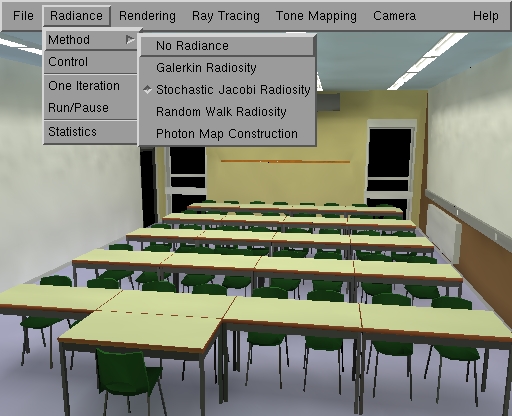 File Radiance Rendering Ray Tracing Tone Mapping Camera Help
Method
Control
One Iteration
Run/Pause
Statistics
No Radiance
Galerkin Radiosity
Stochastic Jacobi Radiosity
Random Walk Radiosity
Photon Map Construction